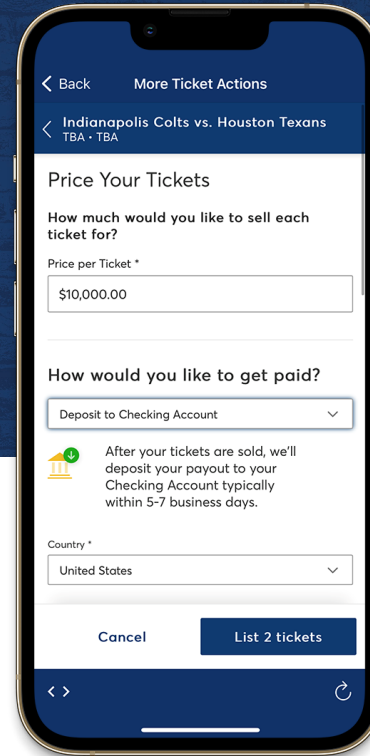 Back
More Ticket Actions
Indianapolis Colts vs. Houston Texans
TBA • TBA
Price Your Tickets
How much would you like to sell each
ticket for?
Price per Ticket *
$10,000.00
How would you like to get paid?
Deposit to Checking Account
After your tickets are sold, we'll
deposit your payout to your
Checking Account typically
within 5-7 business days.
Country *
United States
Cancel
List 2 tickets